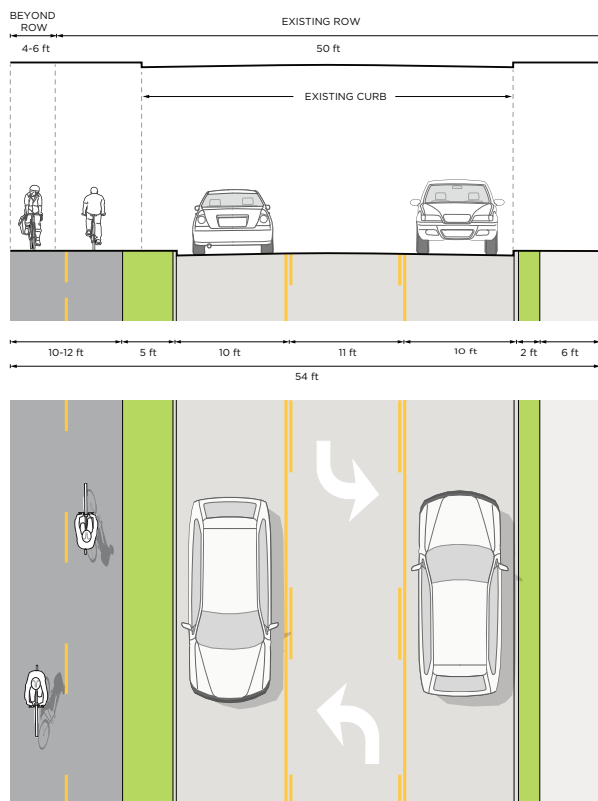 BEYOND
ROW
EXISTING ROW
4-6 ft
50 ft
EXISTING CURB
10-12 ft
5 ft
10 ft
11 ft
10 ft
2 ft
6 ft
54 ft